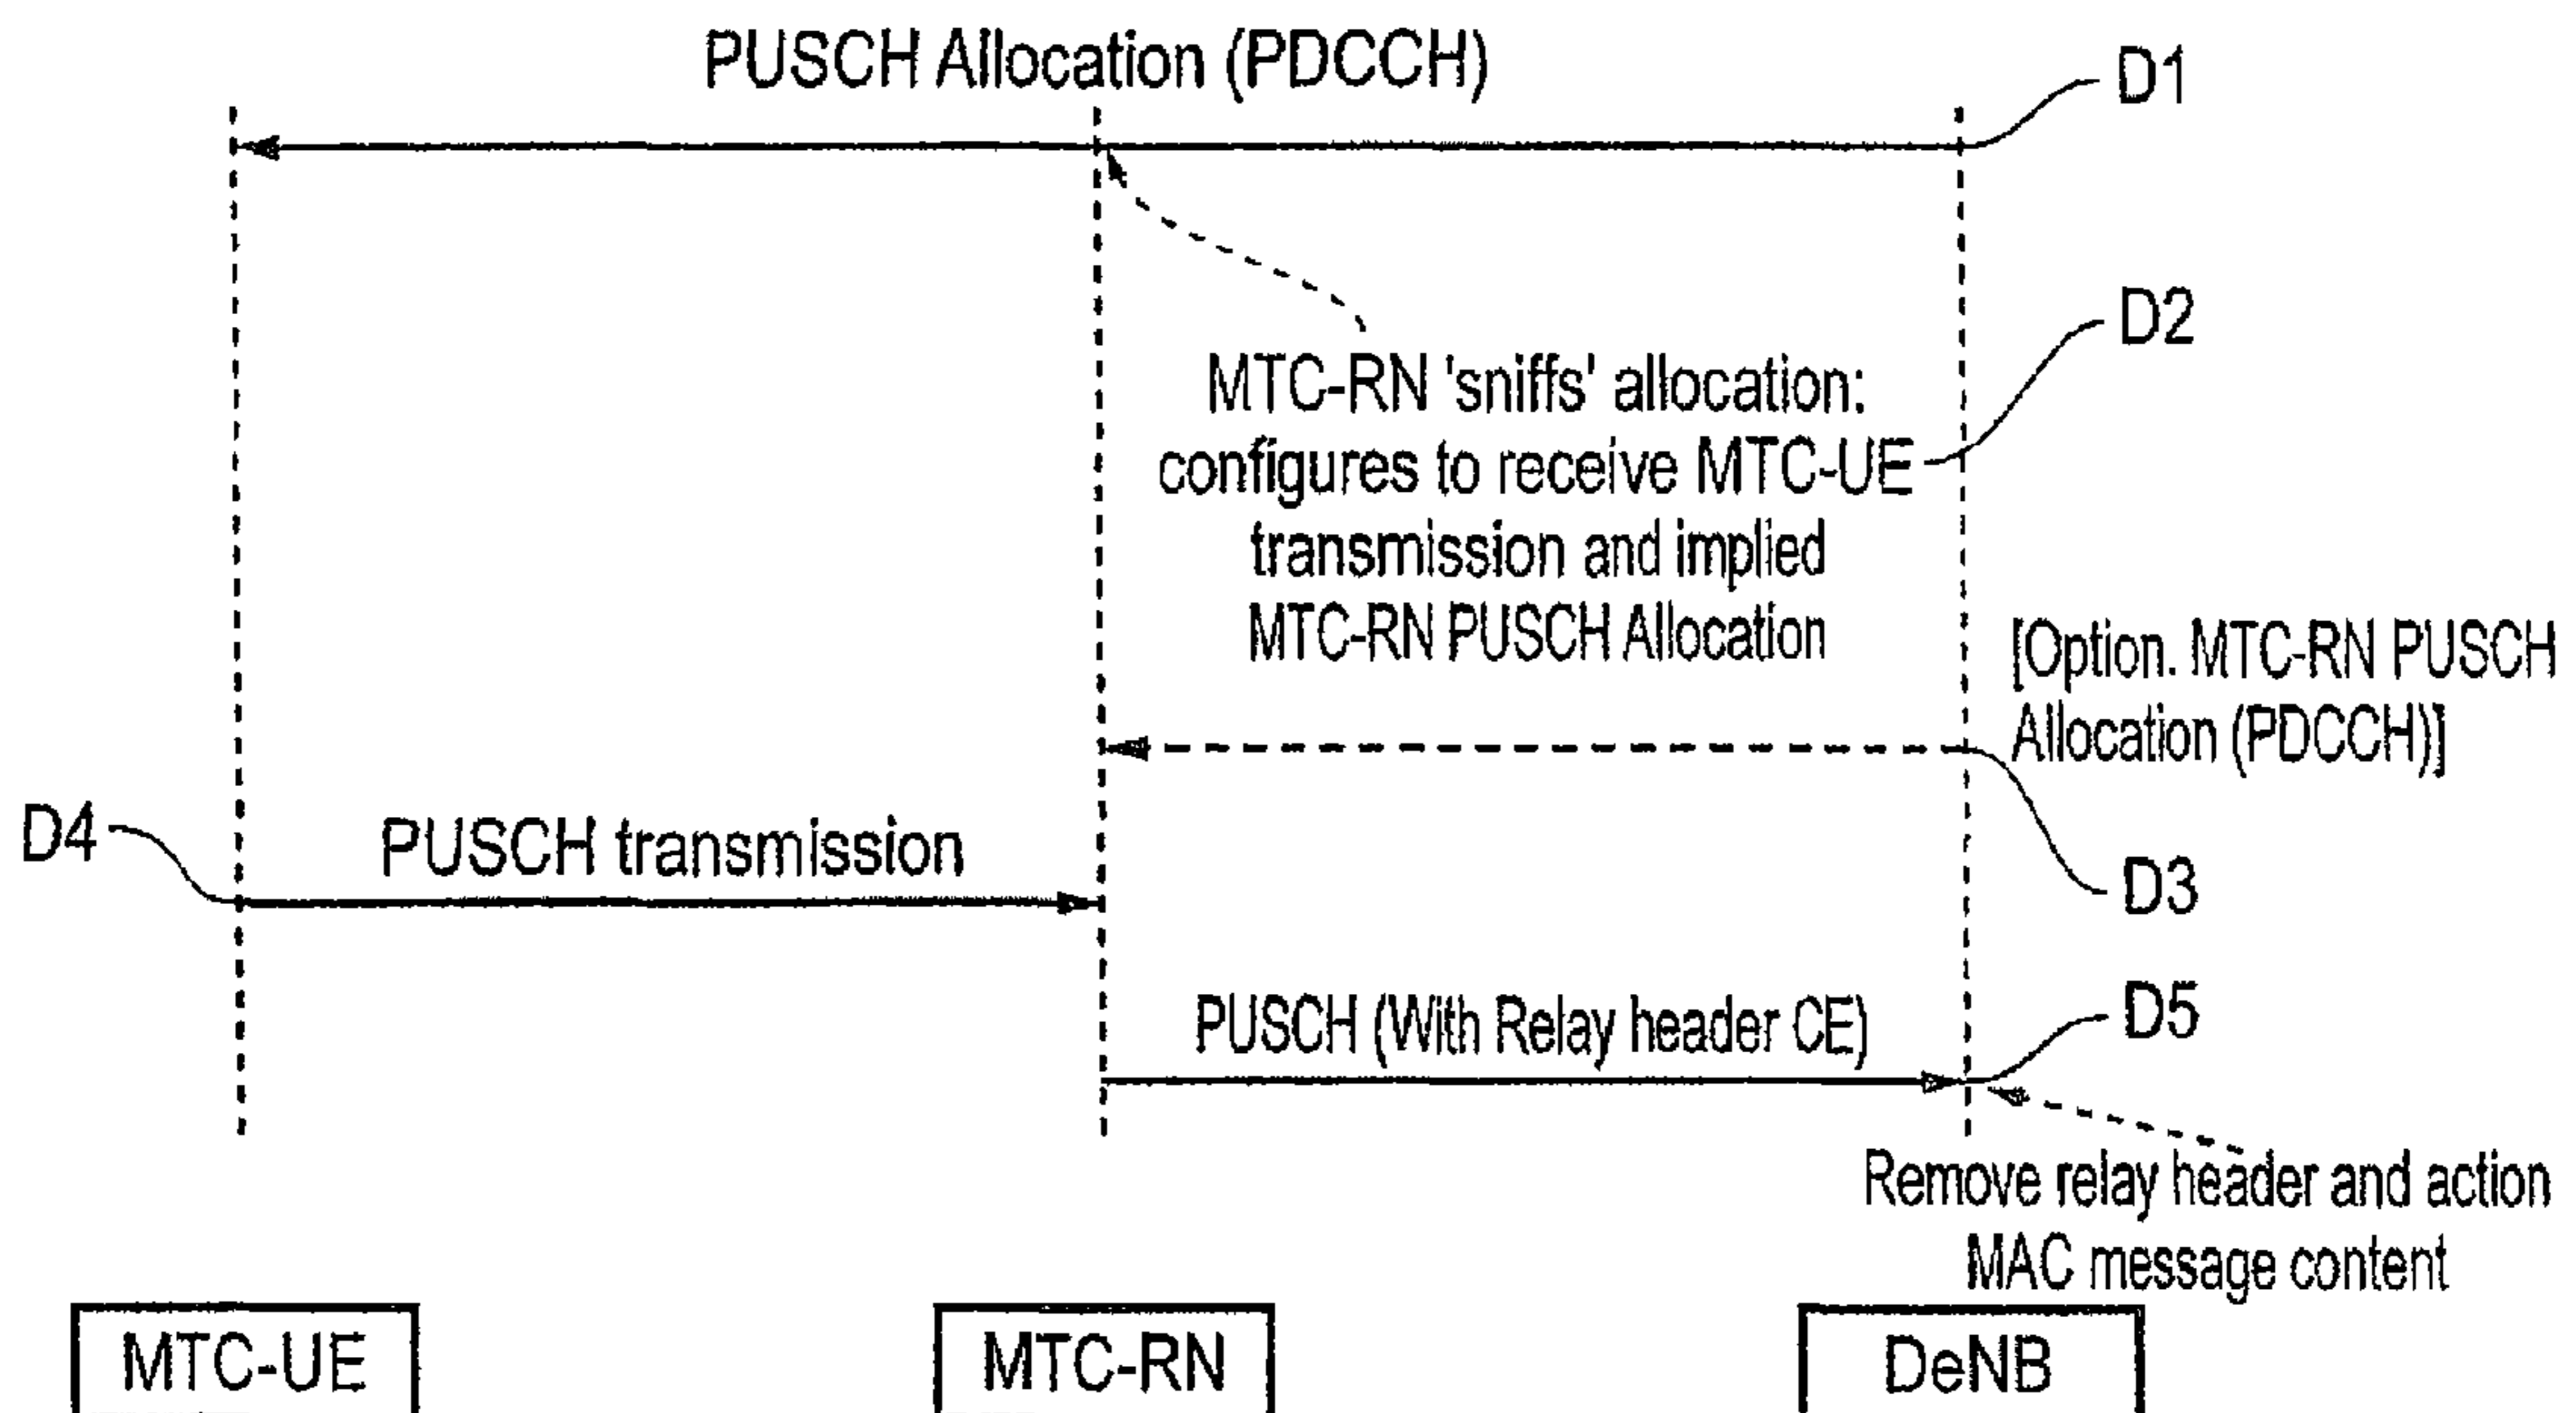 PUSCH Allocation (PDCCH)
D1
D2
MTC-RN 'sniffs' allocation:
configures to receive MTC-UE
transmission and implied
MTC-RN PUSCH Allocation
[Option. MTC-RN PUSCH
Allocation (PDCCH)]
D4
PUSCH transmission
D3
PUSCH (With Relay header CE)
D5
Remove relay header and action
MAC message content
MTC-UE
MTC-RN
DeNB